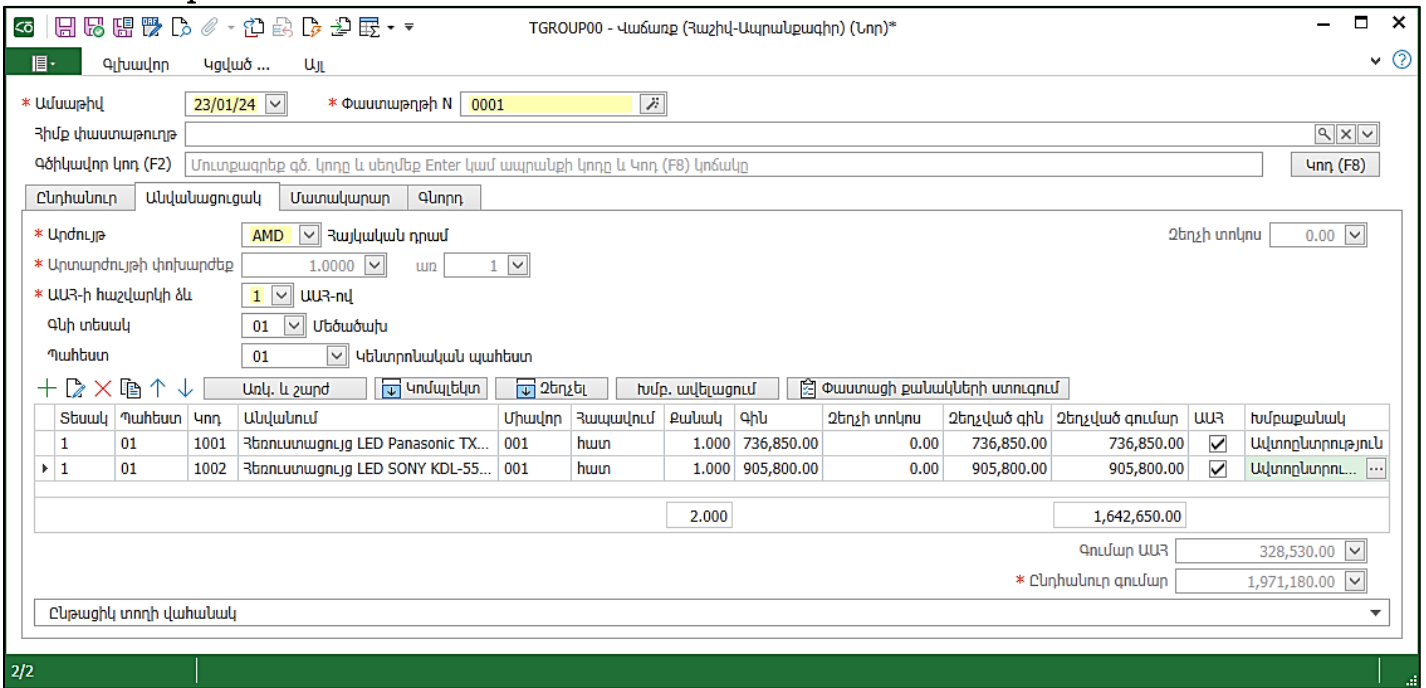 TGROUP00 - Վաճառք (Հաշիվ-Ապրանքագիր) (Նոր)*
Գլխավոր Կցված ... Այլ
* Ամսաթիվ 23/01/24 * Փաստաթղթի N 0001
Հիմք փաստաթուղթ
Գծիկավոր կոդ (F2) Մուտքագրեք գծ. կոդը և սեղմեք Enter կամ ապրանքի կոդը և Կոդ (F8) կոճակը Կոդ (F8)
Ընդհանուր Անվանացուցակ Մատակարար Գնորդ
* Արժույթ AMD Հայկական դրամ Զեղչի տոկոս 0.00
* Արտարժույթի փոխարժեք 1.0000 առ 1
* ԱԱՀ-ի հաշվարկի ձև 1 ԱԱՀ-ով
Գնի տեսակ 01 Մեծածախ
Պահեստ 01 Կենտրոնական պահեստ
Առկ. և շարժ Կոմպլեկտ Զեղչել Խմբ. ավելացում Փաստացի քանակների ստուգում
Տեսակ Պահեստ Կոդ Անվանում Միավոր Հապավում Քանակ Գին Զեղչի տոկոս Զեղչված գին Զեղչված գումար ԱԱՀ Խմբաքանակ
1 01 1001 Հեռուստացույց LED Panasonic TX... 001 հատ 1.000 736,850.00 0.00 736,850.00 736,850.00 Ավտոընտրություն
1 01 1002 Հեռուստացույց LED SONY KDL-55... 001 հատ 1.000 905,800.00 0.00 905,800.00 905,800.00 Ավտոընտրու... ...
2.000 1,642,650.00
Գումար ԱԱՀ 328,530.00
* Ընդհանուր գումար 1,971,180.00
Ընթացիկ տողի վահանակ
2/2